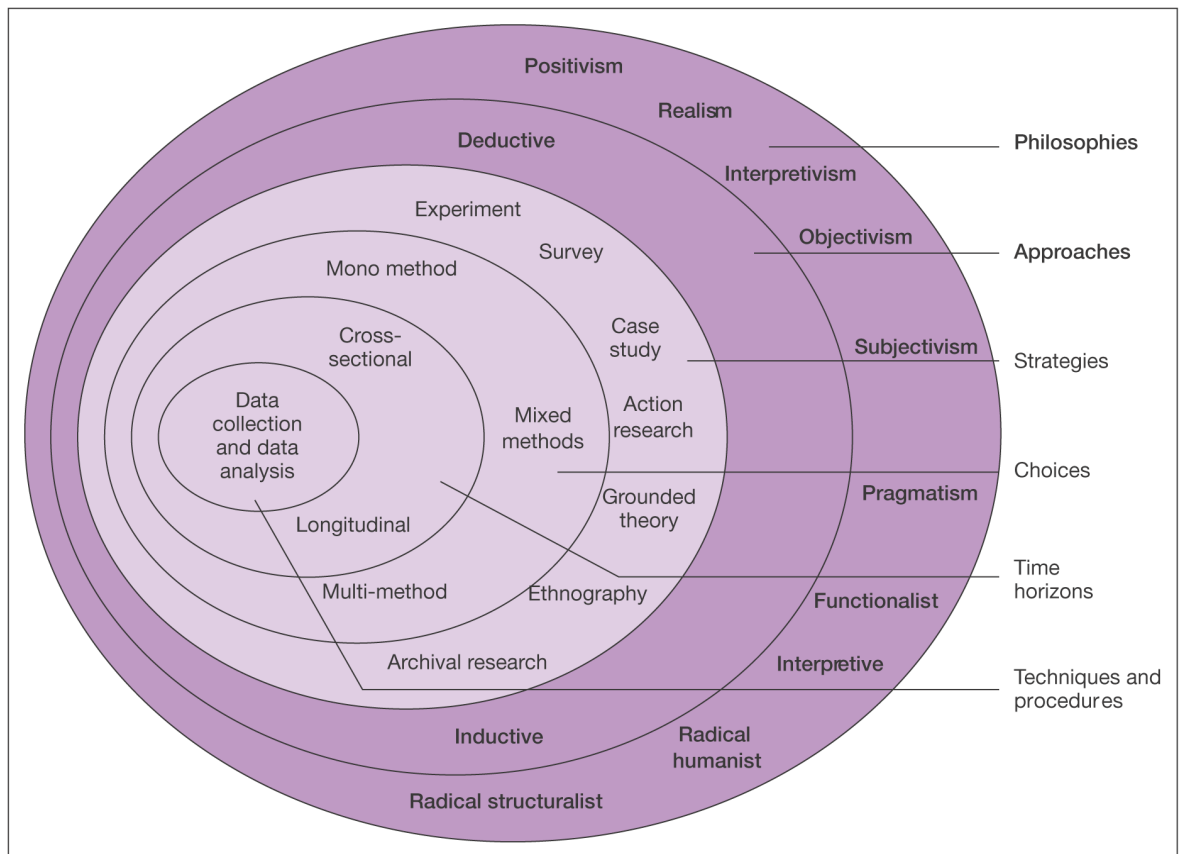 Positivism
Realism
Deductive
Philosophies
Interpretivism
Experiment
Objectivism
Survey
Approaches
Mono method
Cross-
sectional
Case
study
Subjectivism
Strategies
Data
collection
and data
analysis
Mixed
methods
Action
research
Choices
Pragmatism
Grounded
theory
Longitudinal
Time
horizons
Multi-method
Ethnography
Functionalist
Archival research
Interpretive
Techniques and
procedures
Inductive
Radical
humanist
Radical structuralist